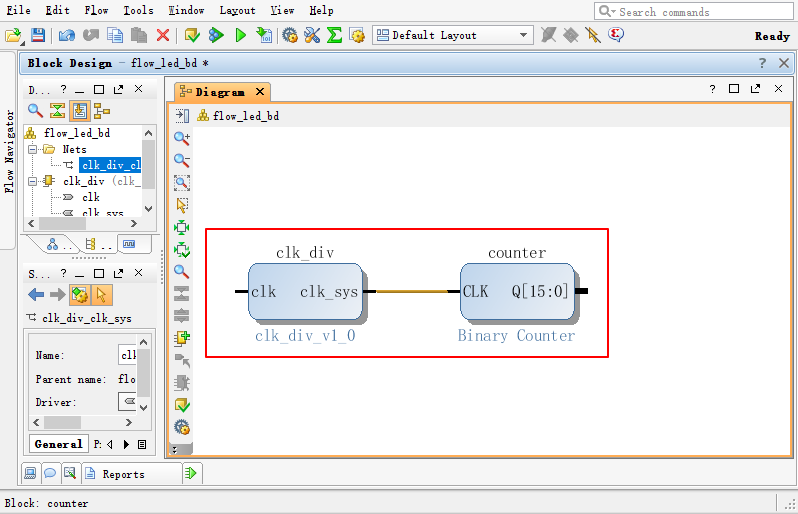 File Edit Flow Tools Window Layout View Help
Search commands
Default Layout
Ready
Block Design - flow_led_bd *
Flow Navigator
D...
flow_led_bd
Nets
clk_div_cl
clk_div (clk_
clk
clk_sys
S...
clk_div_clk_sys
Name: clk
Parent name: flo
Driver:
General P:
Diagram
flow_led_bd
clk_div
clk clk_sys
clk_div_v1_0
counter
CLK Q[15:0]
Binary Counter
Reports
Block: counter